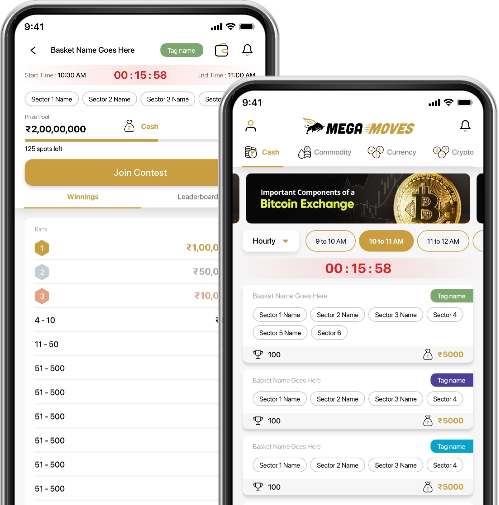 9:41
Basket Name Goes Here
Tag name
Start Time : 10:00 AM
00 : 15 : 58
End Time : 11:00 AM
Sector 1 Name
Sector 2 Name
Sector 3 Name
Prize Pool
₹2,00,00,000
Cash
125 spots left
Join Contest
Winnings
Leaderboard
Rank
1
₹1,00,0
2
₹50,0
3
₹10,0
4 - 10
11 - 50
51 - 500
51 - 500
51 - 500
51 - 500
51 - 500
51 - 500
9:41
MEGA MOVES
Cash
Commodity
Currency
Crypto
Important Components of a
Bitcoin Exchange
Hourly
9 to 10 AM
10 to 11 AM
11 to 12 AM
00 : 15 : 58
Basket Name Goes Here
Tag name
Sector 1 Name
Sector 2 Name
Sector 3 Name
Sector 4
Sector 5 Name
Sector 6
100
₹5000
Basket Name Goes Here
Tag name
Sector 1 Name
Sector 2 Name
Sector 3 Name
Sector 4
100
₹5000
Basket Name Goes Here
Tag name
Sector 1 Name
Sector 2 Name
Sector 3 Name
Sector 4
100
₹5000